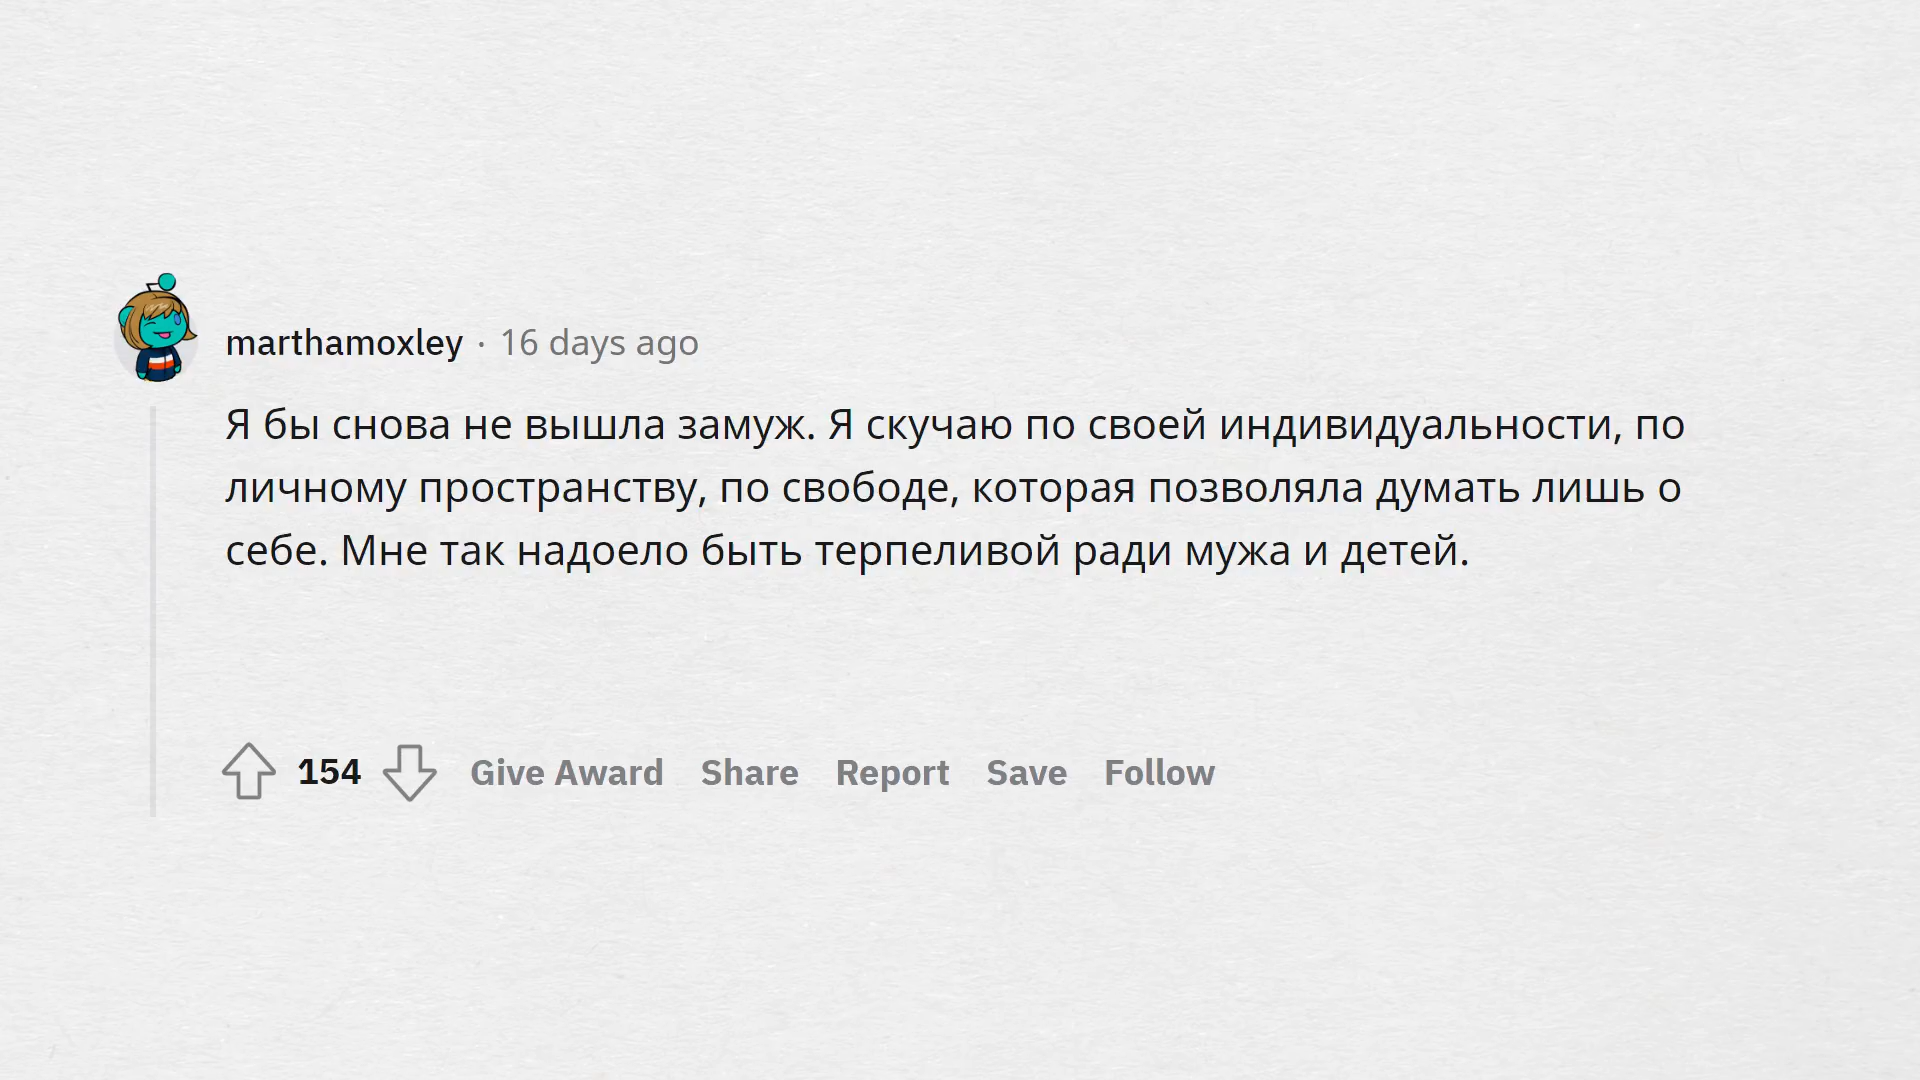 marthamoxley · 16 days ago
Я бы снова не вышла замуж. Я скучаю по своей индивидуальности, по
личному пространству, по свободе, которая позволяла думать лишь о
себе. Мне так надоело быть терпеливой ради мужа и детей.
154 Give Award Share Report Save Follow